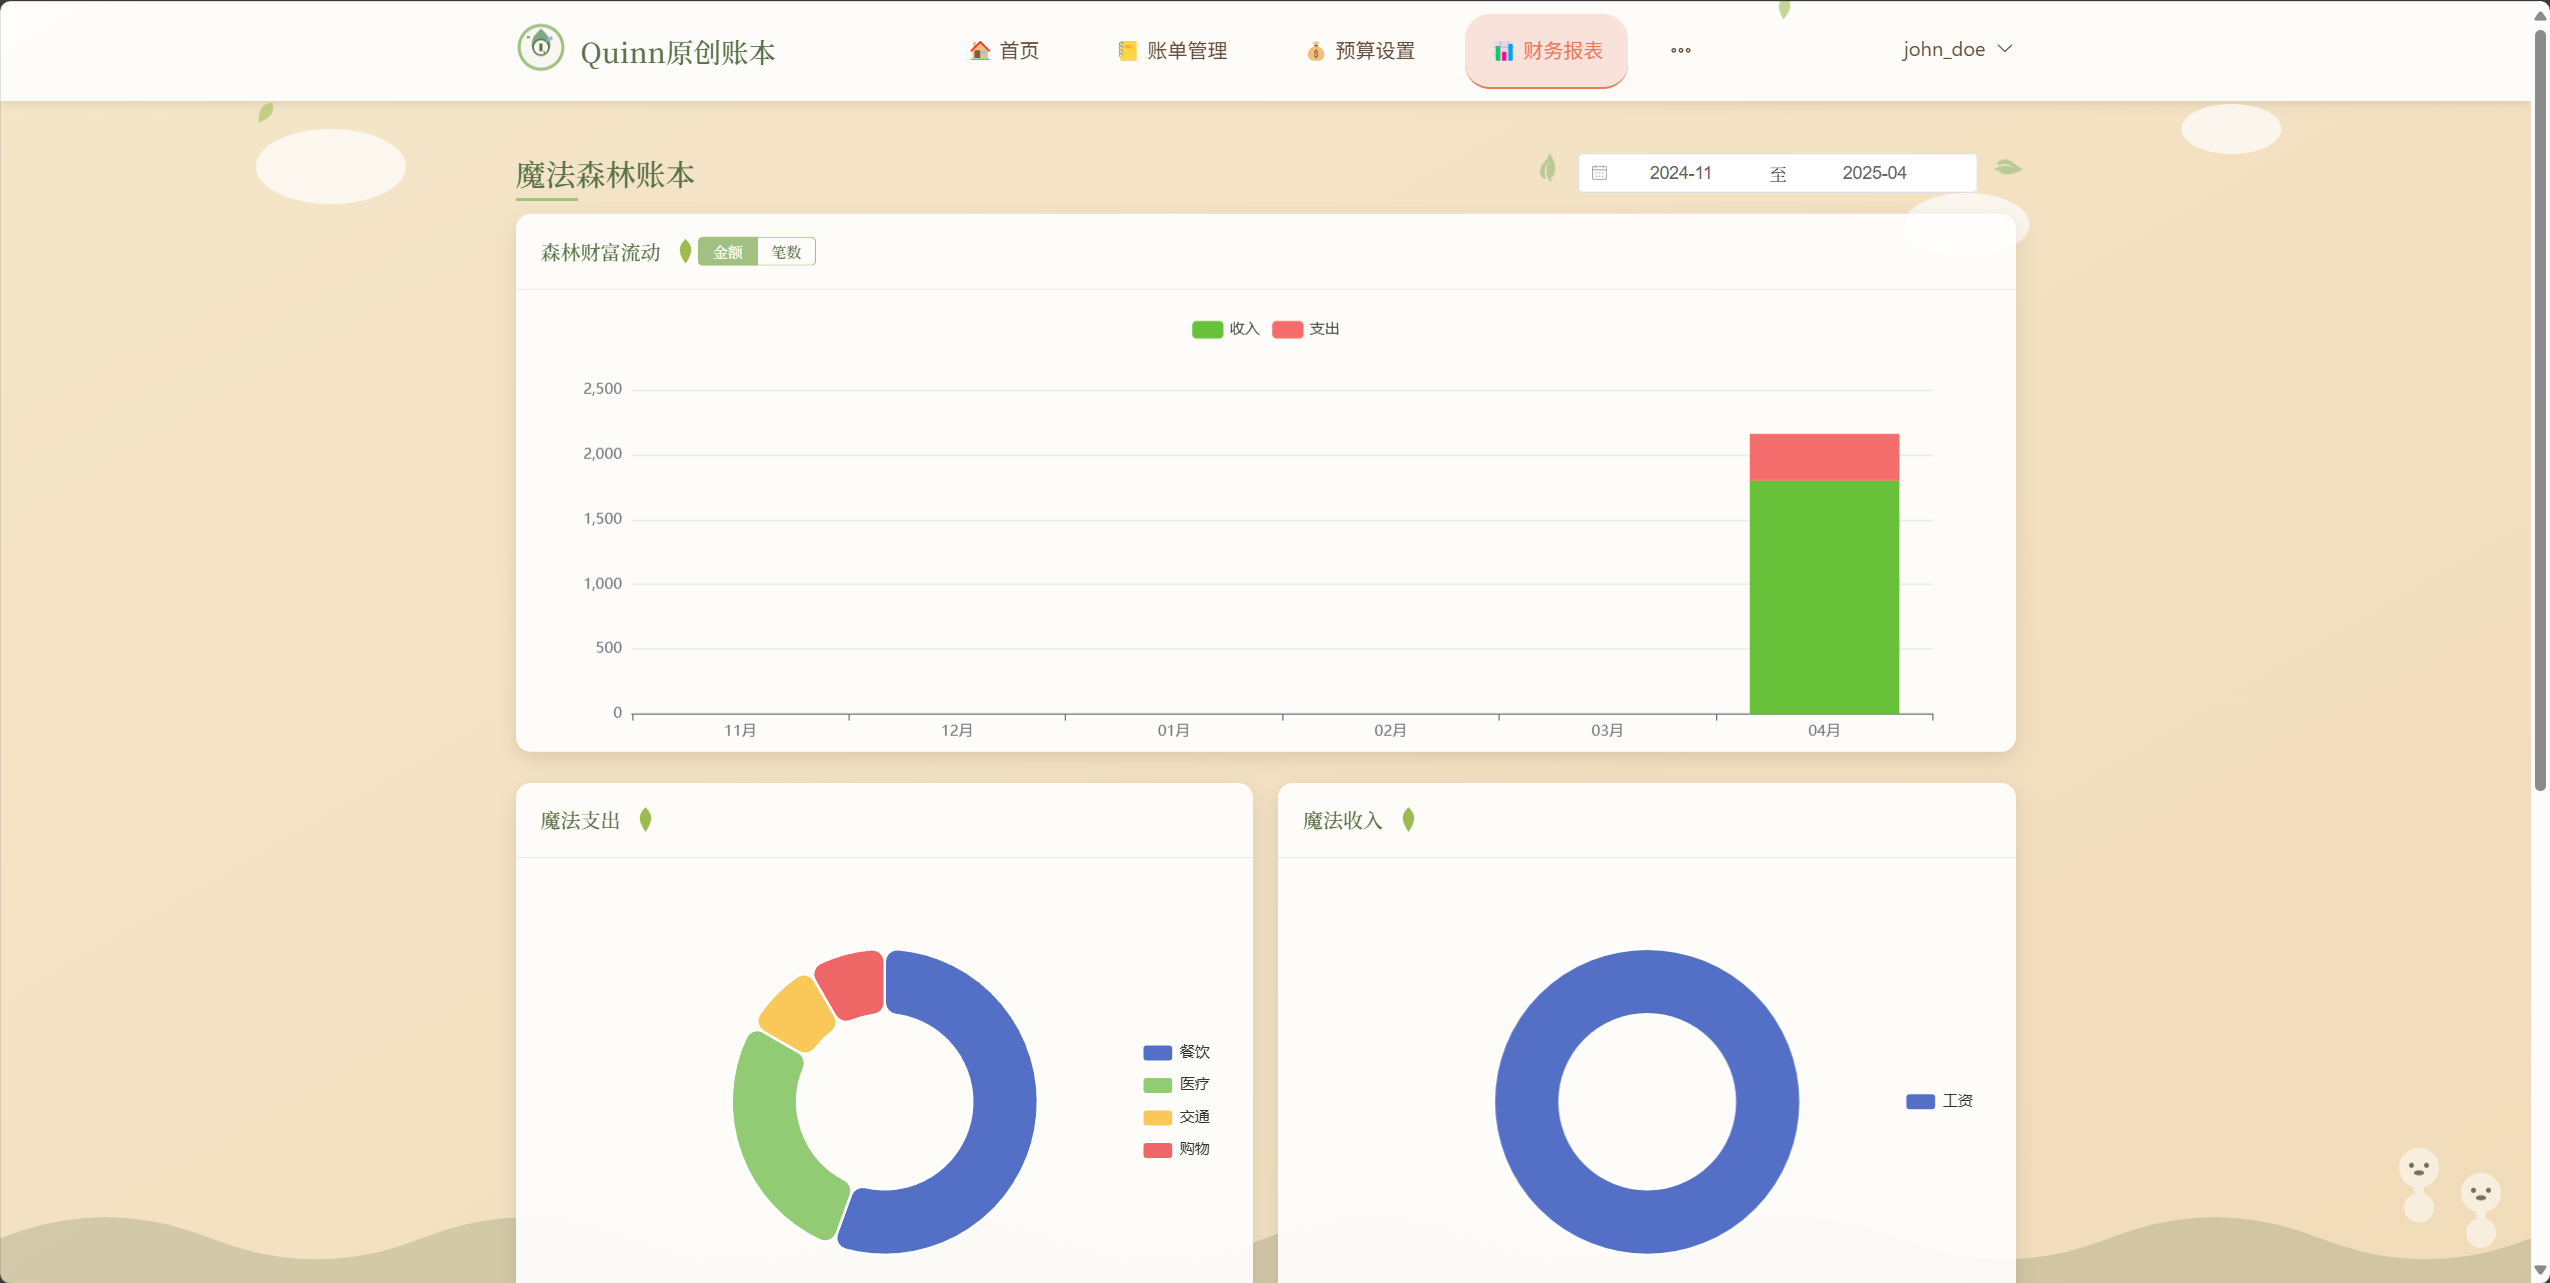 Quinn原创账本
首页
账单管理
预算设置
财务报表
john_doe
魔法森林账本
2024-11 至 2025-04
森林财富流动
金额 笔数
收入 支出
2,500
2,000
1,500
1,000
500
0
11月 12月 01月 02月 03月 04月
魔法支出
餐饮
医疗
交通
购物
魔法收入
工资